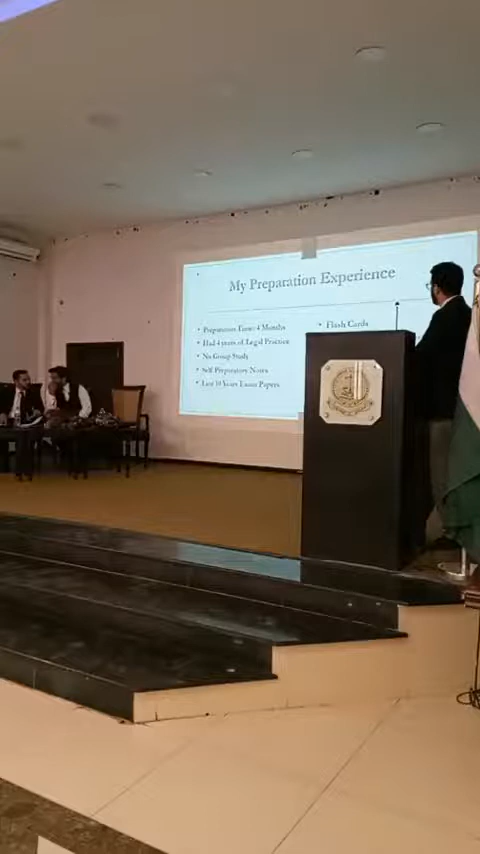 My Preparation Experience
• Preparation Time: 4 Months
• Had 4 years of Legal Practice
• No Group Study
• Self Preparatory Notes
• Last 10 Years Exam Papers
• Flash Cards